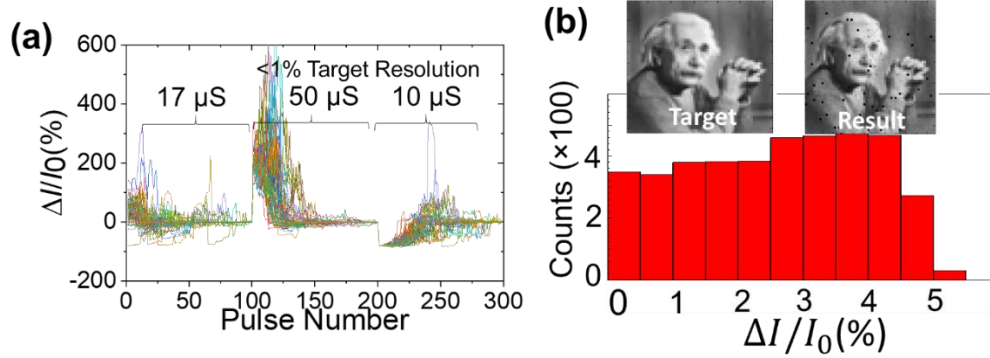 (a)
600
400
200
0
-200
<1% Target Resolution
17 µS
50 µS
10 µS
ΔI/I0(%)
0
50
100
150
200
250
300
Pulse Number
(b)
Target
Result
4
2
0
Counts (×100)
0
1
2
3
4
5
ΔI/I₀(%)